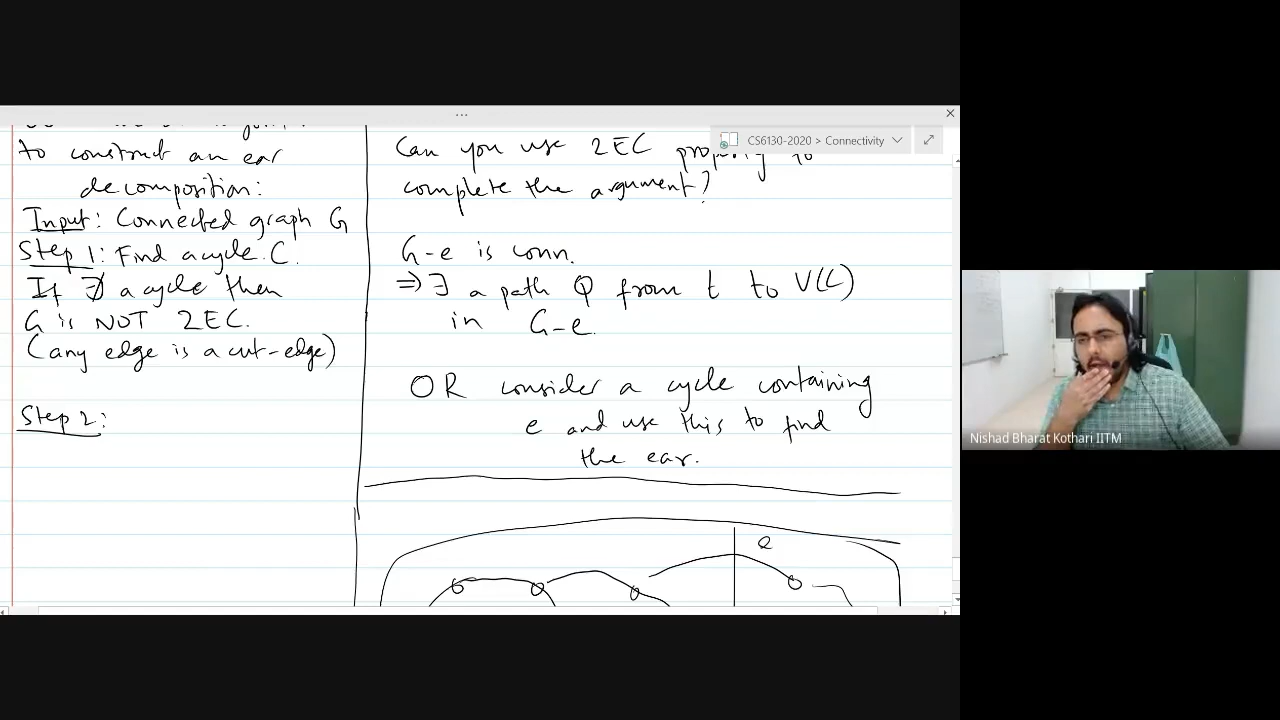 to construct an ear
decomposition:
Input: Connected graph G
Step 1: Find a cycle C.
If ∄ a cycle then
G is NOT 2EC.
(any edge is a cut-edge)
Step 2:
CS6130-2020 > Connectivity
Can you use 2EC property to
complete the argument?
G-e is conn.
⇒ ∃ a path Q from t to V(C)
in G-e.
OR consider a cycle containing
e and use this to find
the ear.
e
Nishad Bharat Kothari IITM